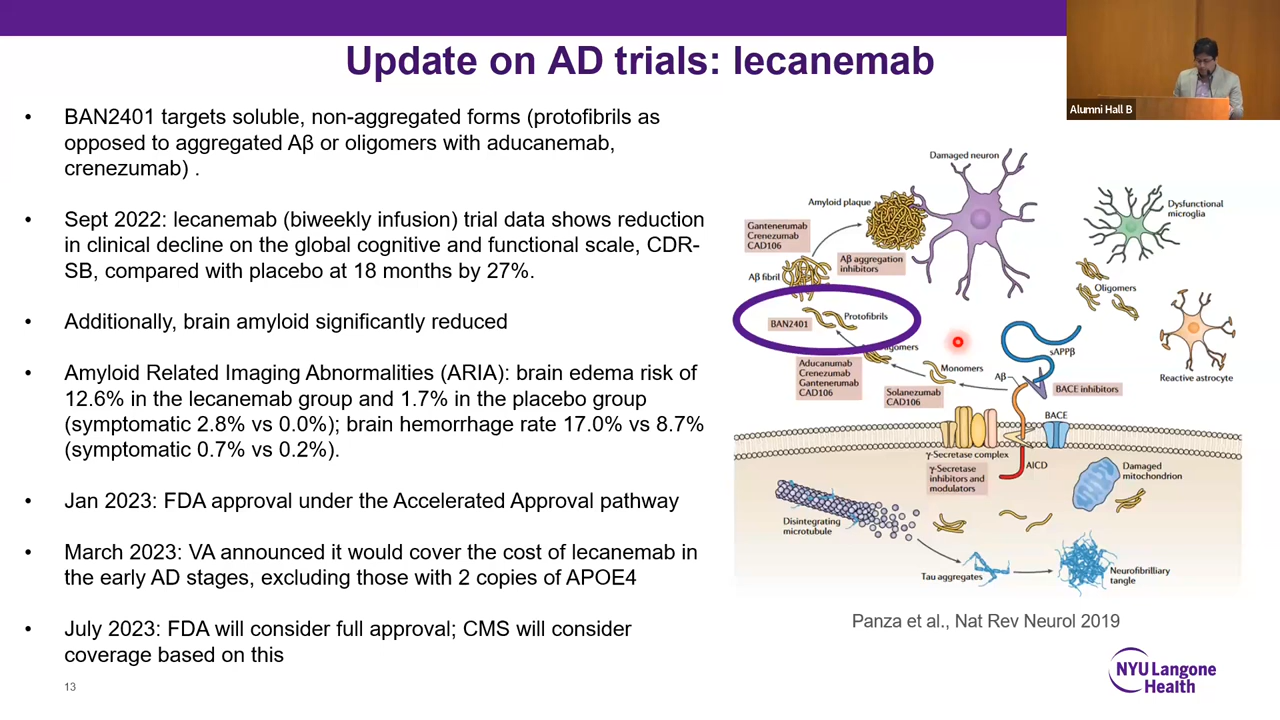 Update on AD trials: lecanemab
Alumni Hall B
• BAN2401 targets soluble, non-aggregated forms (protofibrils as
opposed to aggregated Aβ or oligomers with aducanemab,
crenezumab) .
• Sept 2022: lecanemab (biweekly infusion) trial data shows reduction
in clinical decline on the global cognitive and functional scale, CDR-
SB, compared with placebo at 18 months by 27%.
• Additionally, brain amyloid significantly reduced
• Amyloid Related Imaging Abnormalities (ARIA): brain edema risk of
12.6% in the lecanemab group and 1.7% in the placebo group
(symptomatic 2.8% vs 0.0%); brain hemorrhage rate 17.0% vs 8.7%
(symptomatic 0.7% vs 0.2%).
• Jan 2023: FDA approval under the Accelerated Approval pathway
• March 2023: VA announced it would cover the cost of lecanemab in
the early AD stages, excluding those with 2 copies of APOE4
• July 2023: FDA will consider full approval; CMS will consider
coverage based on this
13
Damaged neuron
Amyloid plaque
Dysfunctional
microglia
Gantenerumab
Crenezumab
CAD106
Aβ aggregation
inhibitors
Aβ fibril
Oligomers
BAN2401
Protofibrils
Aducanumab
Crenezumab
Gantenerumab
CAD106
Monomers
Solanezumab
CAD106
Aβ
sAPPβ
BACE inhibitors
Reactive astrocyte
BACE
γ-Secretase complex
γ-Secretase
inhibitors and
modulators
AICD
Damaged
mitochondrion
Disintegrating
microtubule
Tau aggregates
Neurofibrilliary
tangle
Panza et al., Nat Rev Neurol 2019
NYU Langone
Health